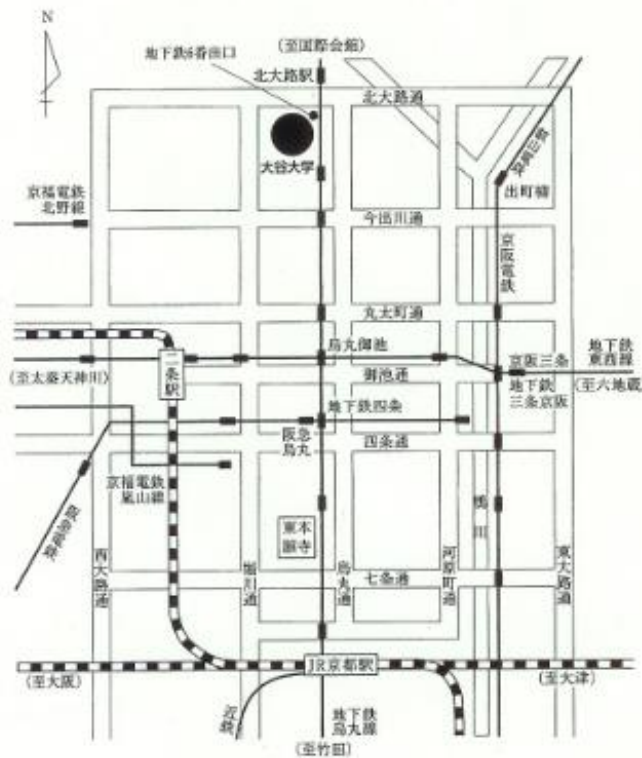 N
(至国際会館)
地下鉄6番出口
北大路駅
北大路通
大谷大学
叡山電鉄
出町柳
京福電鉄
北野線
今出川通
京阪電鉄
丸太町通
二条駅
烏丸御池
京阪三条
地下鉄
東西線
(至太秦天神川)
御池通
地下鉄
三条京阪
(至六地蔵)
地下鉄四条
阪急
烏丸
四条通
京福電鉄
嵐山線
阪急電鉄
鴨川
東本
願寺
西大路通
堀川通
烏丸通
七条通
河原町通
東大路通
JR京都駅
(至大阪)
(至大津)
近鉄
地下鉄
烏丸線
(至竹田)